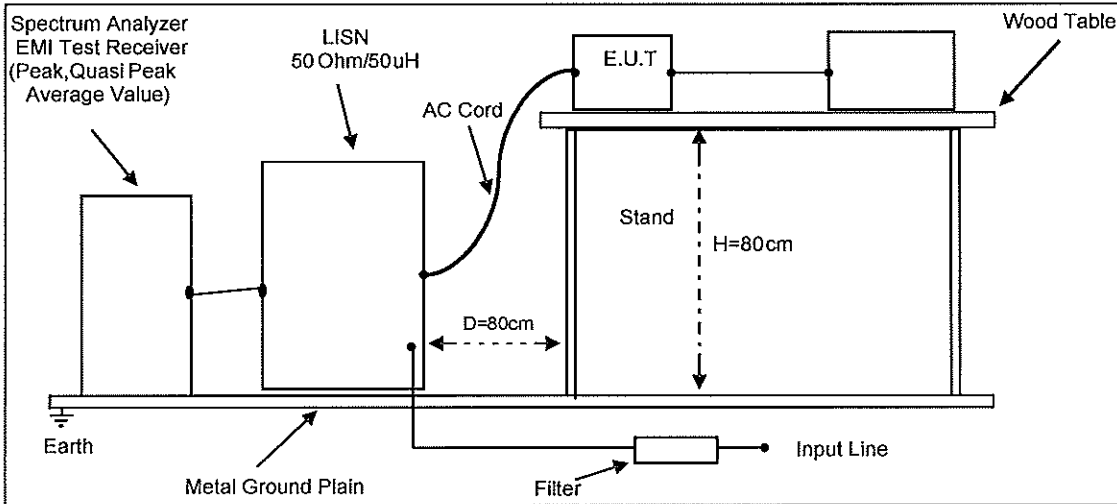 Spectrum Analyzer
EMI Test Receiver
(Peak,Quasi Peak
Average Value)
LISN
50 Ohm/50uH
AC Cord
E.U.T
Wood Table
Stand
H=80cm
D=80cm
Earth
Metal Ground Plain
Filter
Input Line